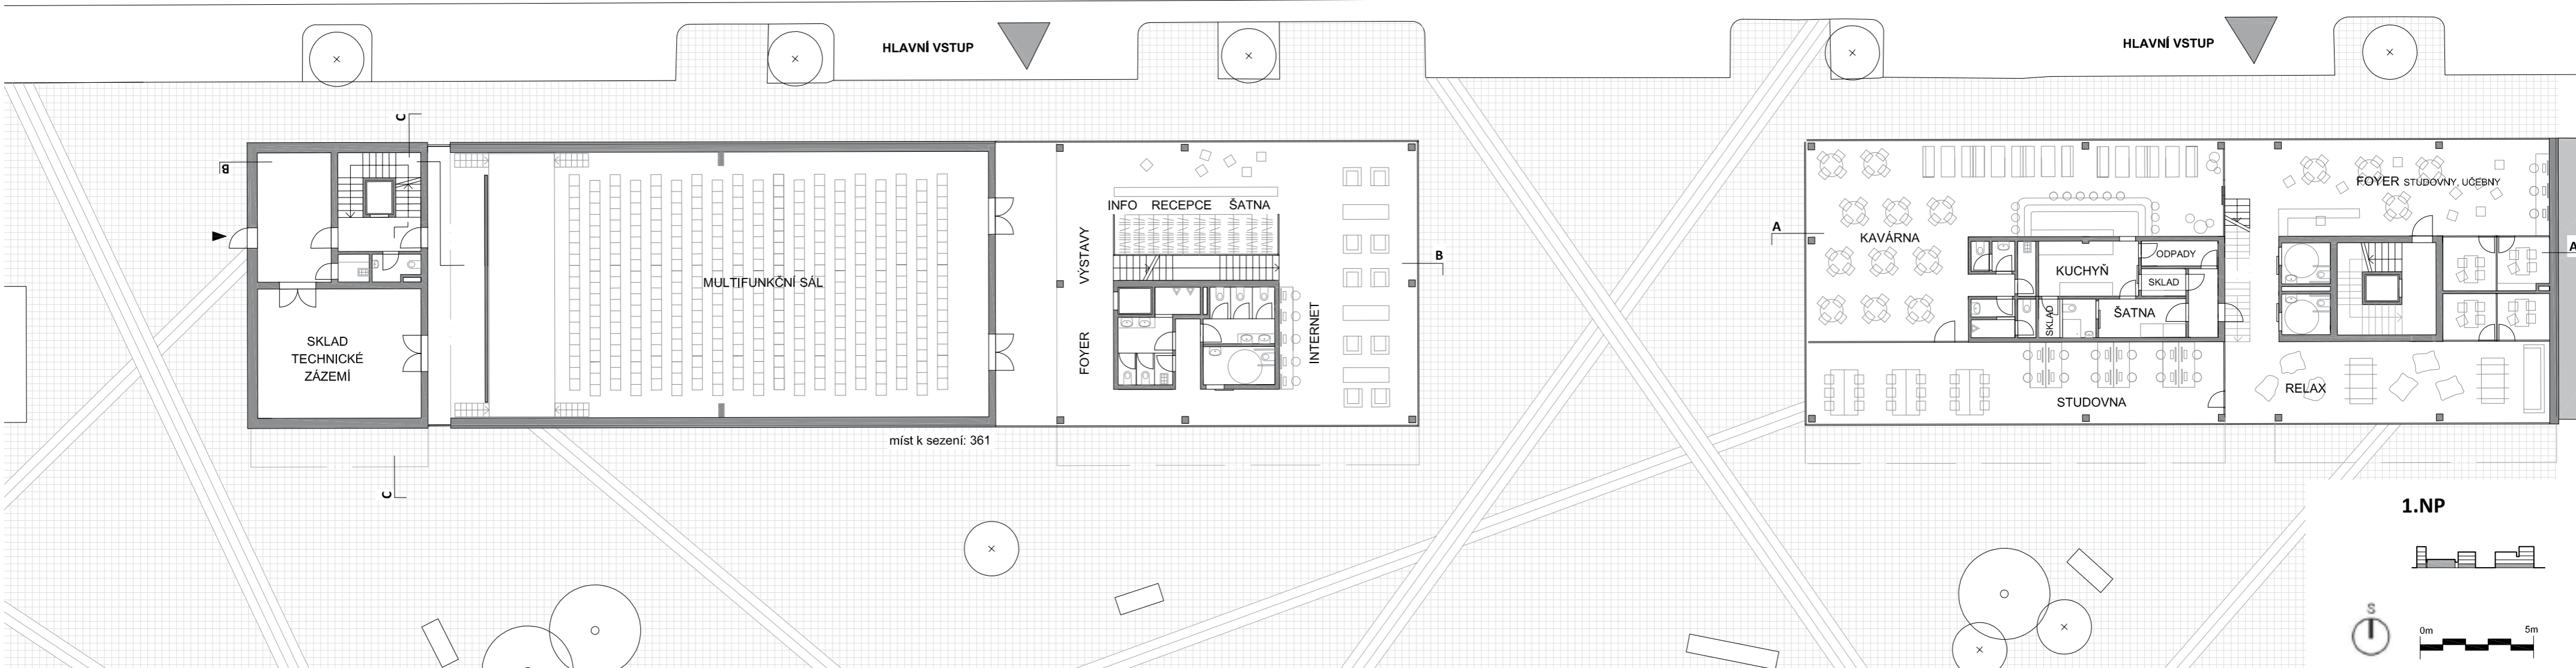 HLAVNÍ VSTUP
HLAVNÍ VSTUP
C
B
INFO RECEPCE ŠATNA
VÝSTAVY
FOYER
INTERNET
MULTIFUNKČNÍ SÁL
SKLAD
TECHNICKÉ
ZÁZEMÍ
B
míst k sezení: 361
C
A
KAVÁRNA
KUCHYŇ
ODPADY
SKLAD
SKLAD
ŠATNA
STUDOVNA
FOYER STUDOVNY, UČEBNY
A
RELAX
1.NP
S
0m 5m